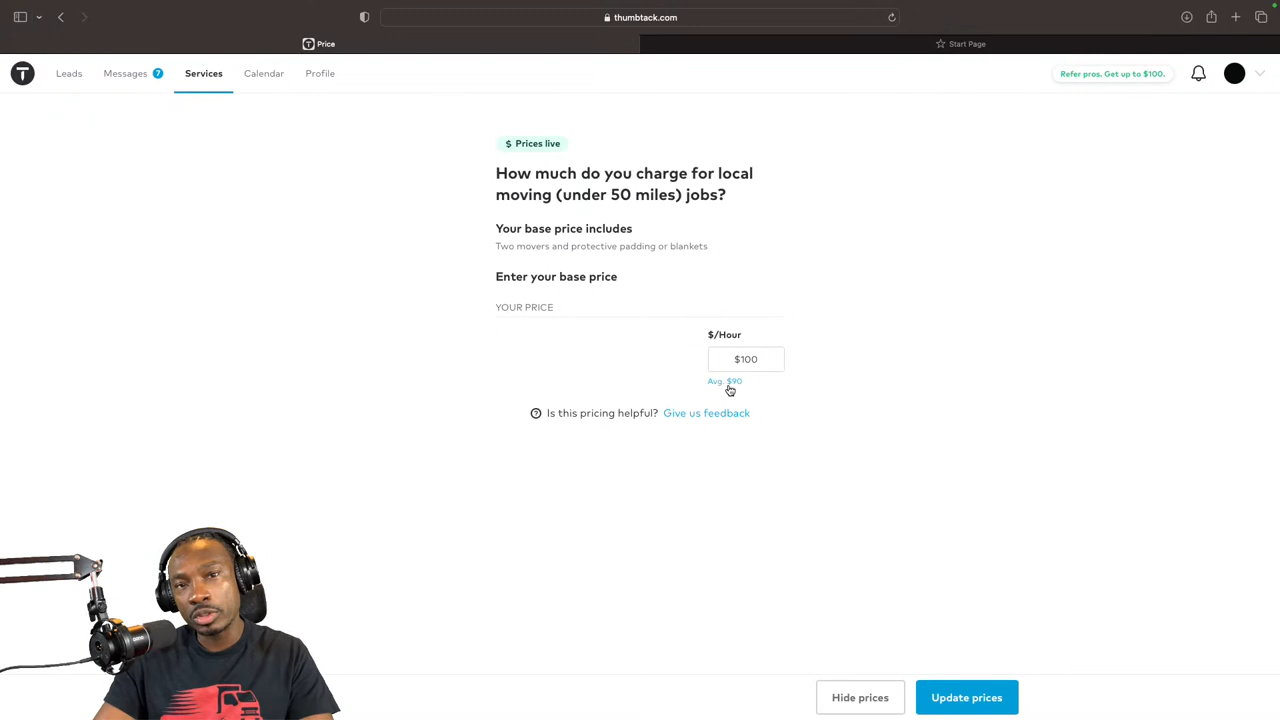 thumbtack.com
Price
Start Page
Leads
Messages 7
Services
Calendar
Profile
Refer pros. Get up to $100.
$ Prices live
How much do you charge for local
moving (under 50 miles) jobs?
Your base price includes
Two movers and protective padding or blankets
Enter your base price
YOUR PRICE
$/Hour
$100
Avg. $90
Is this pricing helpful? Give us feedback
Hide prices
Update prices